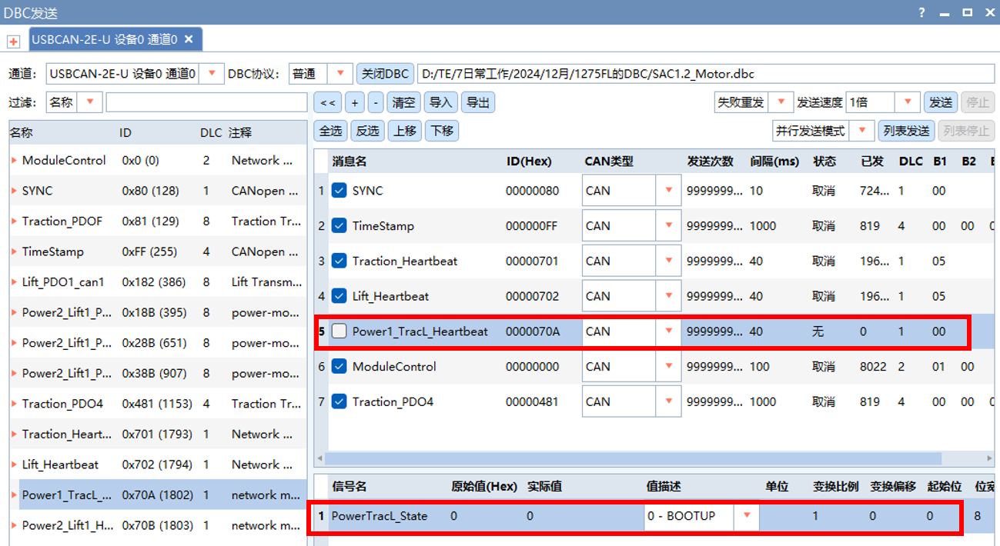 DBC发送
USBCAN-2E-U 设备0 通道0
通道: USBCAN-2E-U 设备0 通道0 DBC协议: 普通 关闭DBC D:/TE/7日常工作/2024/12月/1275FL的DBC/SAC1.2_Motor.dbc
过滤: 名称 << + - 清空 导入 导出 失败重发 发送速度 1倍 发送 停止
全选 反选 上移 下移 并行发送模式 列表发送 列表停止
名称 ID DLC 注释
ModuleControl 0x0 (0) 2 Network ...
SYNC 0x80 (128) 1 CANopen ...
Traction_PDOF 0x81 (129) 8 Traction Tr...
TimeStamp 0xFF (255) 4 CANopen ...
Lift_PDO1_can1 0x182 (386) 8 Lift Transm...
Power2_Lift1_P... 0x18B (395) 8 power-mo...
Power2_Lift1_P... 0x28B (651) 8 power-mo...
Power2_Lift1_P... 0x38B (907) 8 power-mo...
Traction_PDO4 0x481 (1153) 4 Traction Tr...
Traction_Heart... 0x701 (1793) 1 Network ...
Lift_Heartbeat 0x702 (1794) 1 Network ...
Power1_TracL_... 0x70A (1802) 1 network m...
Power2_Lift1_H... 0x70B (1803) 1 network m...
消息名 ID(Hex) CAN类型 发送次数 间隔(ms) 状态 已发 DLC B1 B2
1 SYNC 00000080 CAN 9999999... 10 取消 724... 1 00
2 TimeStamp 000000FF CAN 9999999... 1000 取消 819 4 00 00
3 Traction_Heartbeat 00000701 CAN 9999999... 40 取消 196... 1 05
4 Lift_Heartbeat 00000702 CAN 9999999... 40 取消 196... 1 05
5 Power1_TracL_Heartbeat 0000070A CAN 9999999... 40 无 0 1 00
6 ModuleControl 00000000 CAN 9999999... 100 取消 8022 2 01 00
7 Traction_PDO4 00000481 CAN 9999999... 1000 取消 819 4 00 00
信号名 原始值(Hex) 实际值 值描述 单位 变换比例 变换偏移 起始位 位宽
1 PowerTracL_State 0 0 0 - BOOTUP 1 0 0 8